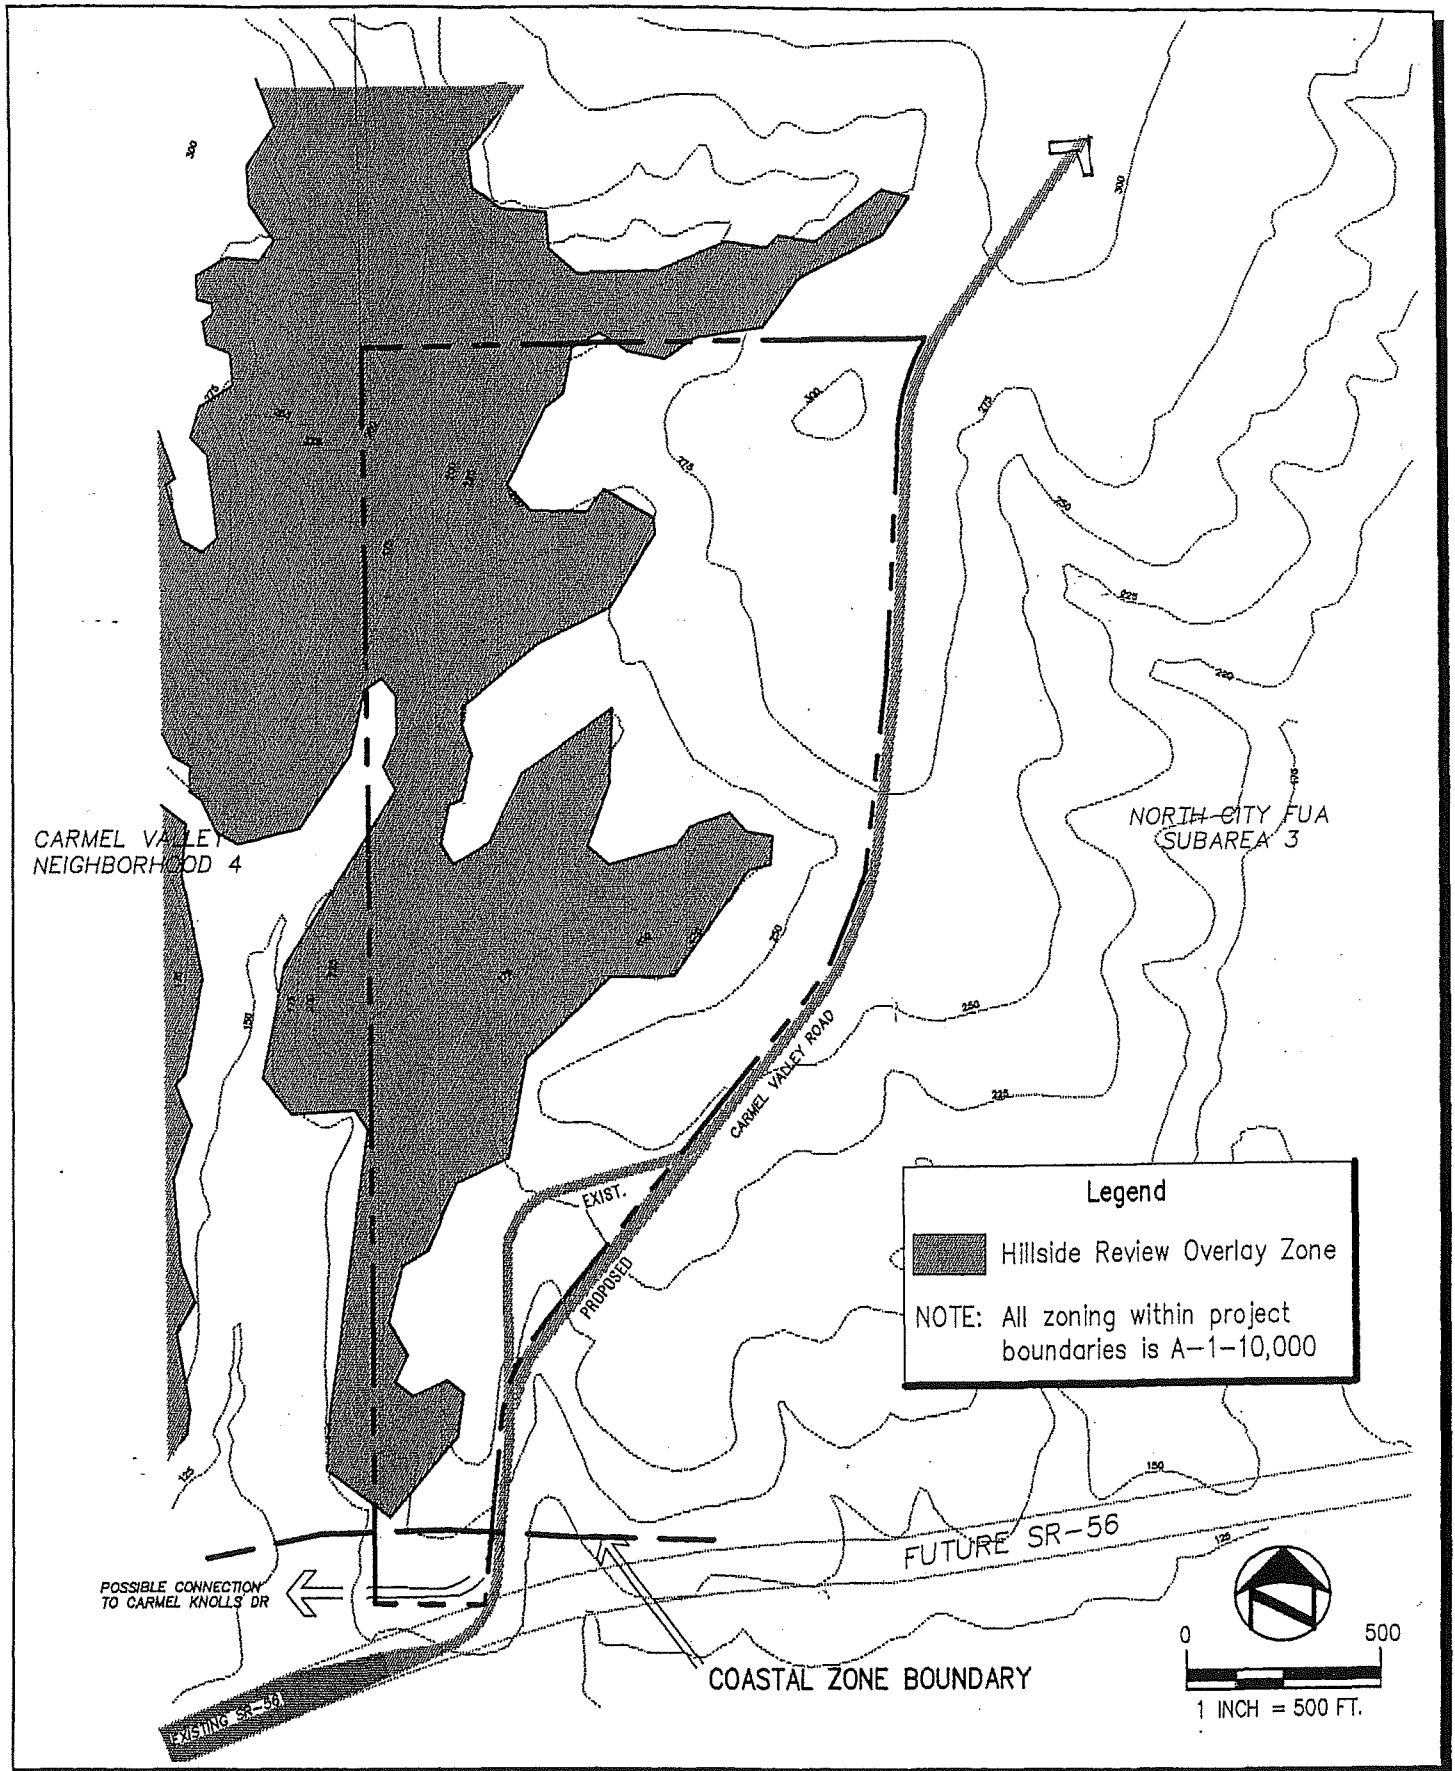 300
300
300
275
275
275
250
225
220
175
CARMEL VALLEY
NEIGHBORHOOD 4
NORTH CITY FUA
SUBAREA 3
250
250
225
150
CARMEL VALLEY ROAD
EXIST.
PROPOSED
Legend
Hillside Review Overlay Zone
NOTE: All zoning within project
boundaries is A-1-10,000
125
150
125
FUTURE SR-56
POSSIBLE CONNECTION
TO CARMEL KNOLLS DR
COASTAL ZONE BOUNDARY
EXISTING SR-56
0 500
1 INCH = 500 FT.